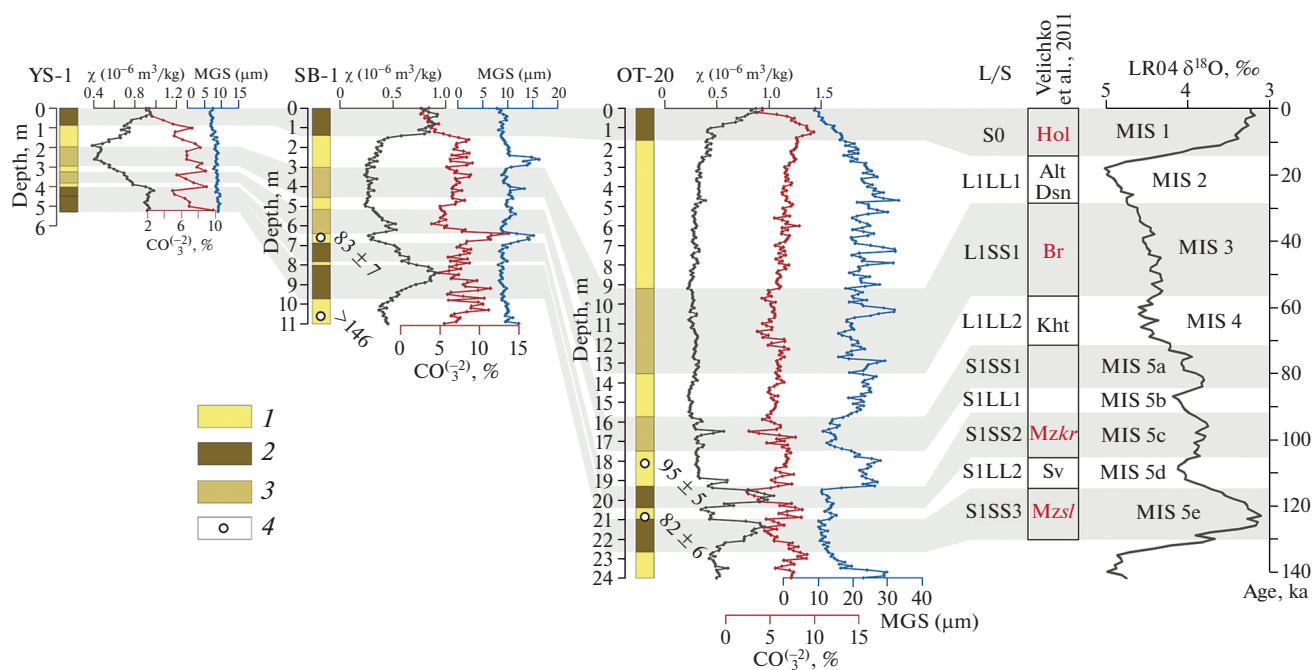 YS-1
χ (10⁻⁶ m³/kg)
0.4 0.8 1.2
MGS (μm)
0 5 10 15
Depth, m
0
1
2
3
4
5
6
2 6 10
CO₃⁽⁻²⁾, %
SB-1
χ (10⁻⁶ m³/kg)
0 0.5 1.0
MGS (μm)
0 5 10 15 20
Depth, m
0
1
2
3
4
5
6
7
8
9
10
11
83 ± 7
>146
0 5 10 15
CO₃⁽⁻²⁾, %
OT-20
χ (10⁻⁶ m³/kg)
0 0.5 1.0 1.5
Depth, m
0
1
2
3
4
5
6
7
8
9
10
11
12
13
14
15
16
17
18
19
20
21
22
23
24
95 ± 5
82 ± 6
0 10 20 30 40
MGS (μm)
0 5 10 15
CO₃⁽⁻²⁾, %
1
2
3
4
L/S
S0
L1LL1
L1SS1
L1LL2
S1SS1
S1LL1
S1SS2
S1LL2
S1SS3
Velichko
et al., 2011
Hol
Alt
Dsn
Br
Kht
Mzkr
Sv
Mzsl
LR04 δ¹⁸O, ‰
5 4 3
MIS 1
MIS 2
MIS 3
MIS 4
MIS 5a
MIS 5b
MIS 5c
MIS 5d
MIS 5e
0
20
40
60
80
100
120
140
Age, ka